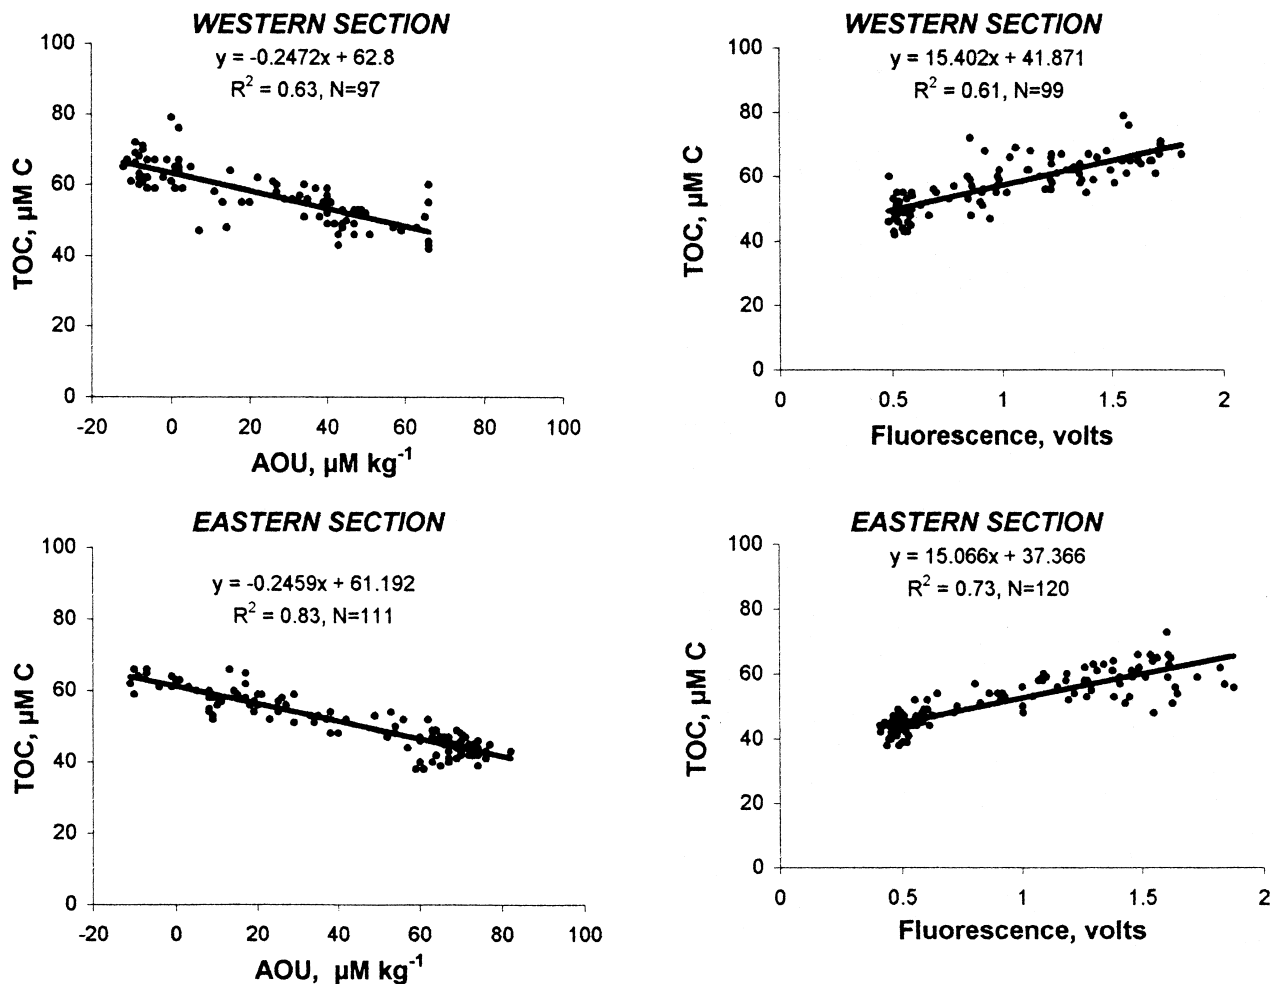 WESTERN SECTION
y = -0.2472x + 62.8
R² = 0.63, N=97
100
80
60
40
20
0
TOC, µM C
-20 0 20 40 60 80 100
AOU, µM kg⁻¹
WESTERN SECTION
y = 15.402x + 41.871
R² = 0.61, N=99
100
80
60
40
20
0
TOC, µM C
0 0.5 1 1.5 2
Fluorescence, volts
EASTERN SECTION
y = -0.2459x + 61.192
R² = 0.83, N=111
100
80
60
40
20
0
TOC, µM C
-20 0 20 40 60 80 100
AOU, µM kg⁻¹
EASTERN SECTION
y = 15.066x + 37.366
R² = 0.73, N=120
100
80
60
40
20
0
TOC, µM C
0 0.5 1 1.5 2
Fluorescence, volts